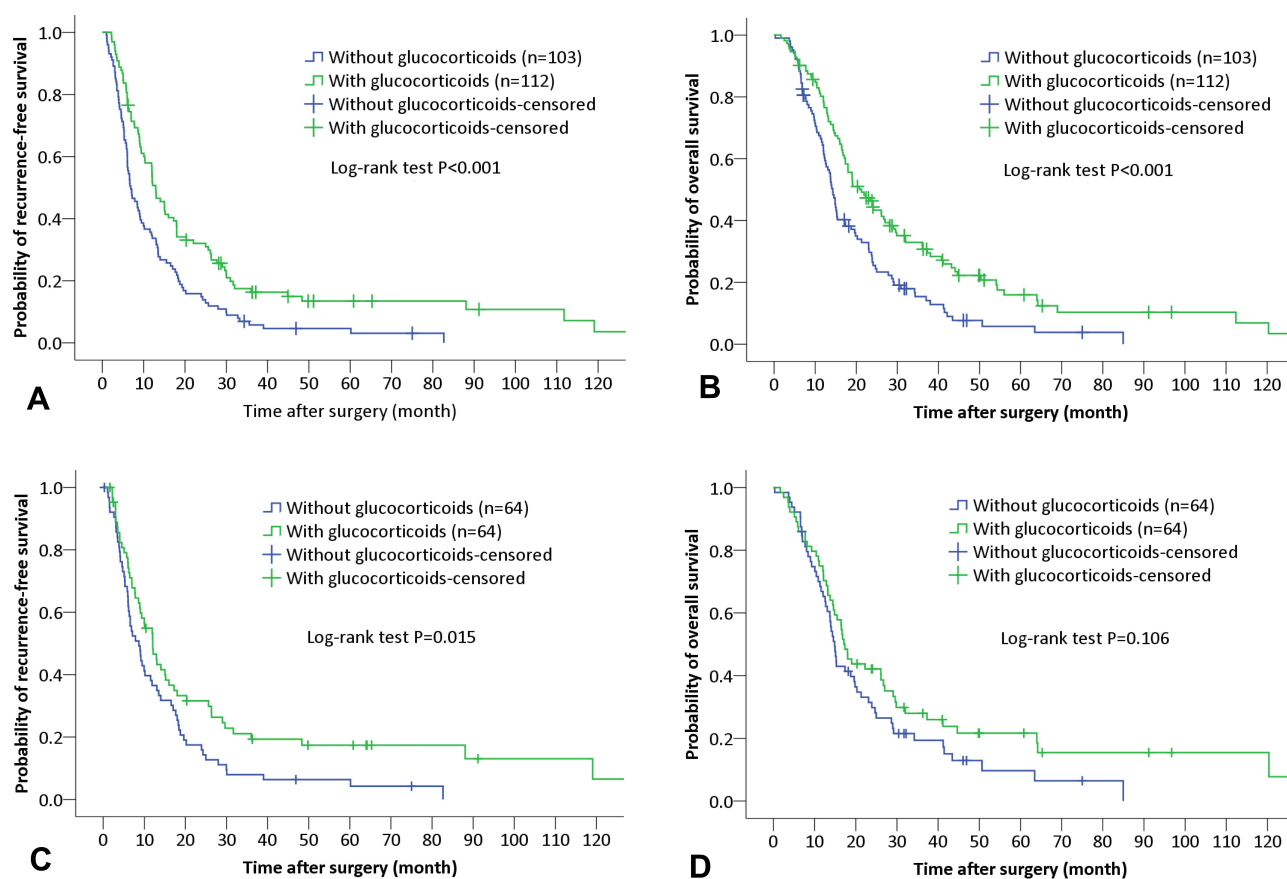 Probability of recurrence-free survival
1.0
0.8
0.6
0.4
0.2
0.0
Without glucocorticoids (n=103)
With glucocorticoids (n=112)
Without glucocorticoids-censored
With glucocorticoids-censored
Log-rank test P<0.001
0 10 20 30 40 50 60 70 80 90 100 110 120
Time after surgery (month)
A
Probability of overall survival
1.0
0.8
0.6
0.4
0.2
0.0
Without glucocorticoids (n=103)
With glucocorticoids (n=112)
Without glucocorticoids-censored
With glucocorticoids-censored
Log-rank test P<0.001
0 10 20 30 40 50 60 70 80 90 100 110 120
Time after surgery (month)
B
Probability of recurrence-free survival
1.0
0.8
0.6
0.4
0.2
0.0
Without glucocorticoids (n=64)
With glucocorticoids (n=64)
Without glucocorticoids-censored
With glucocorticoids-censored
Log-rank test P=0.015
0 10 20 30 40 50 60 70 80 90 100 110 120
Time after surgery (month)
C
Probability of overall survival
1.0
0.8
0.6
0.4
0.2
0.0
Without glucocorticoids (n=64)
With glucocorticoids (n=64)
Without glucocorticoids-censored
With glucocorticoids-censored
Log-rank test P=0.106
0 10 20 30 40 50 60 70 80 90 100 110 120
Time after surgery (month)
D